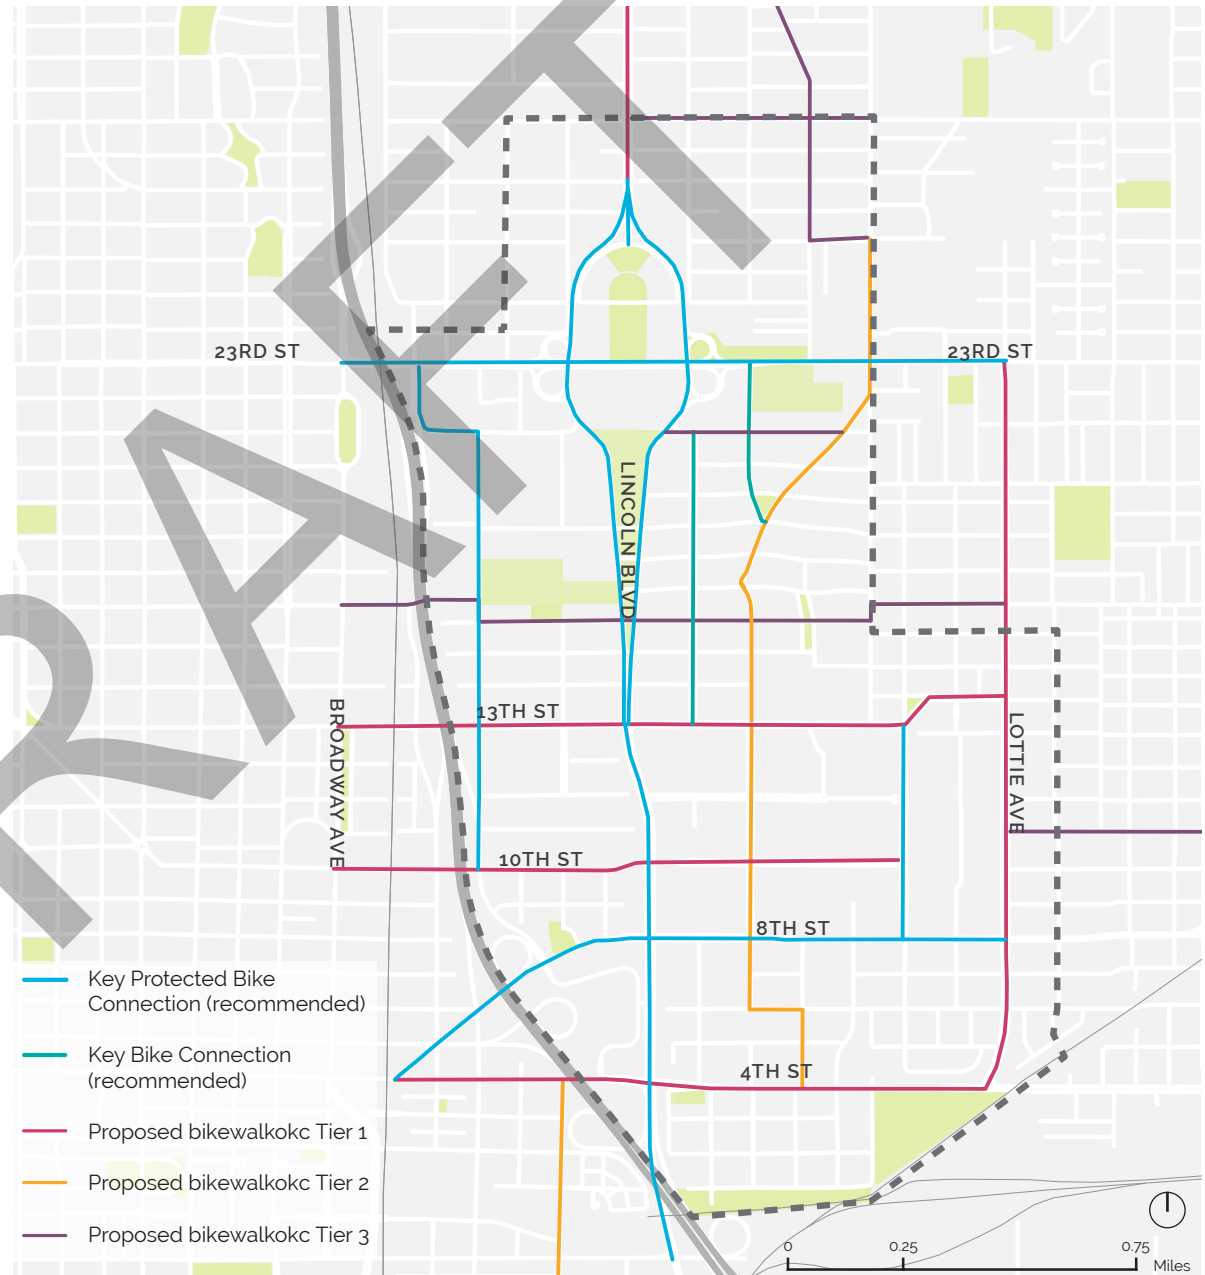 23RD ST
23RD ST
LINCOLN BLVD
13TH ST
BROADWAY AVE
LOTTIE AVE
10TH ST
8TH ST
4TH ST
Key Protected Bike
Connection (recommended)
Key Bike Connection
(recommended)
Proposed bikewalkokc Tier 1
Proposed bikewalkokc Tier 2
Proposed bikewalkokc Tier 3
0 0.25 0.75
Miles
RAFT